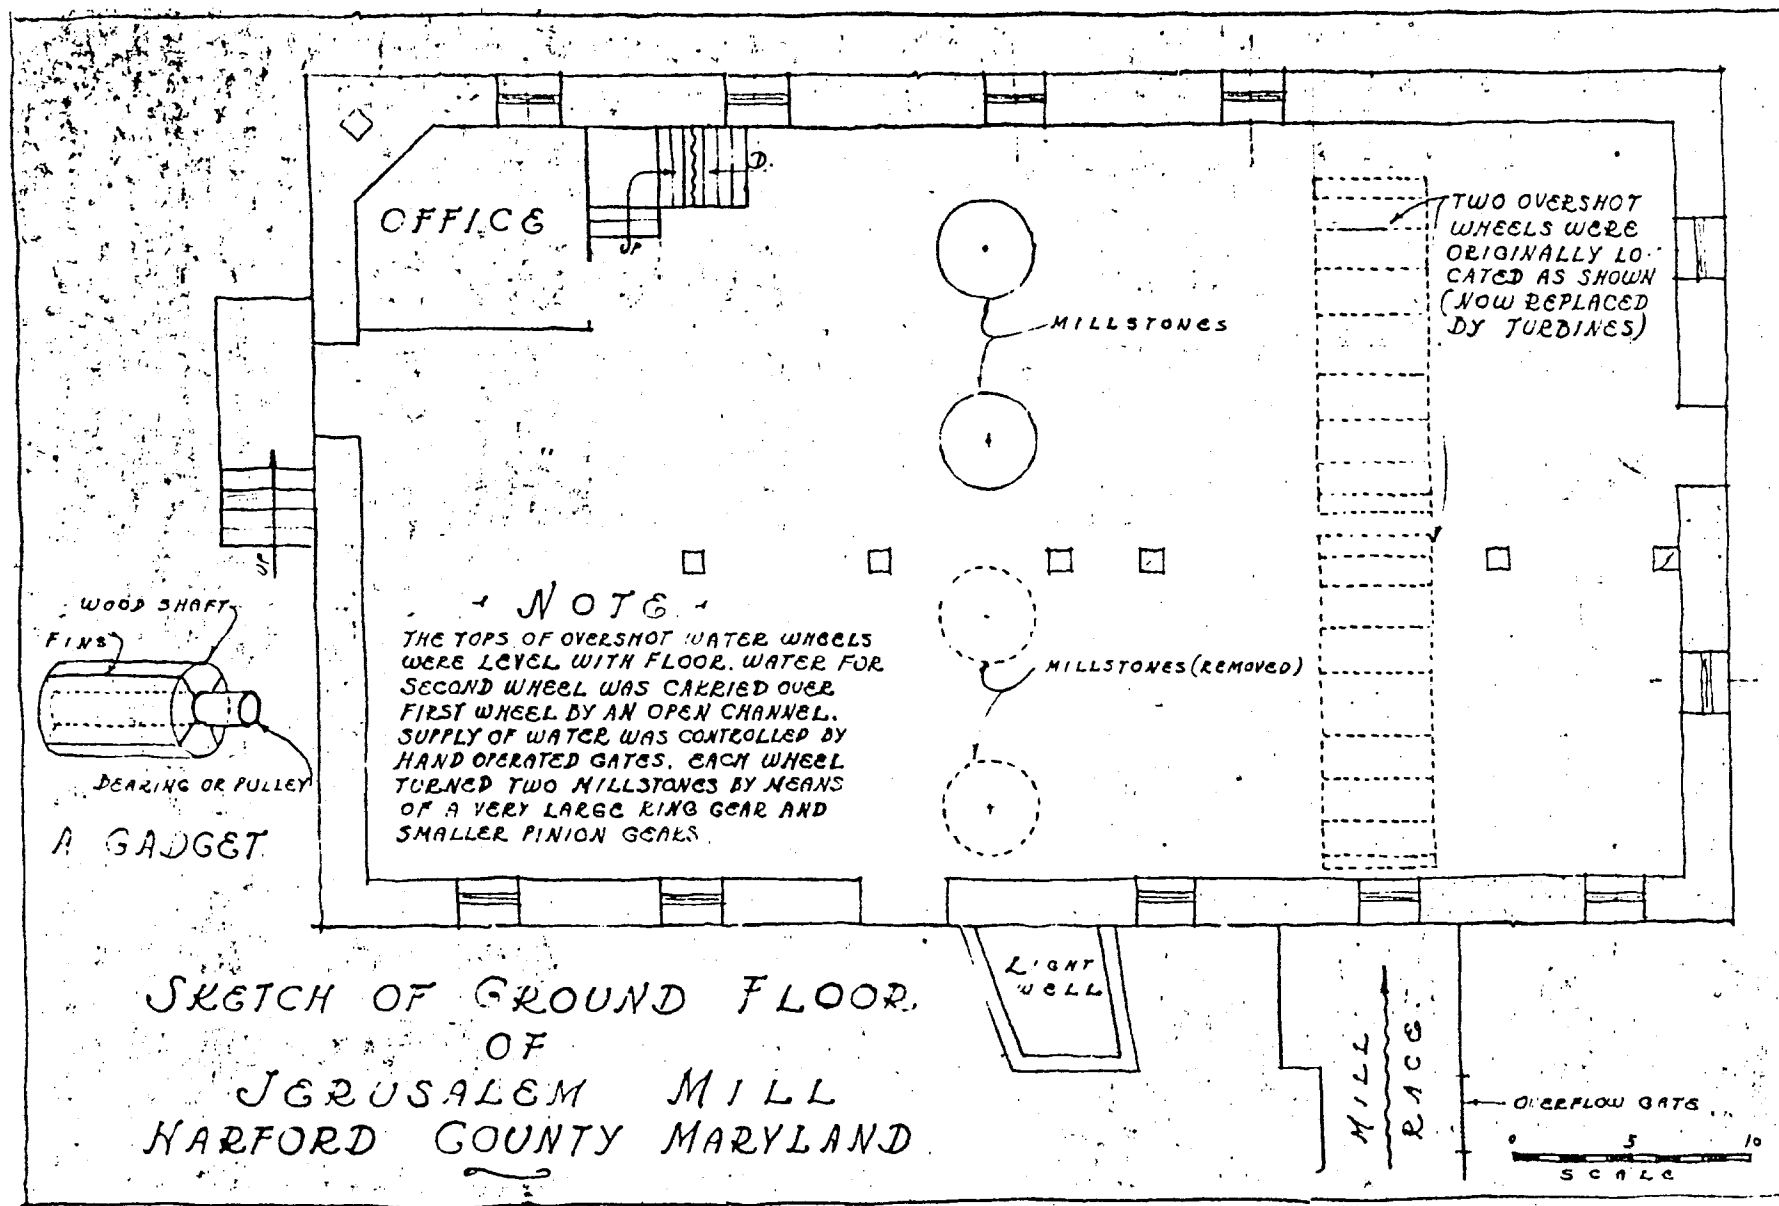 OFFICE
UP
D.
TWO OVERSHOT
WHEELS WERE
ORIGINALLY LO-
CATED AS SHOWN
(NOW REPLACED
BY TURBINES)
MILLSTONES
UP
WOOD SHAFT
FINS
BEARING OR PULLEY
A GADGET
- NOTE -
THE TOPS OF OVERSHOT WATER WHEELS
WERE LEVEL WITH FLOOR. WATER FOR
SECOND WHEEL WAS CARRIED OVER
FIRST WHEEL BY AN OPEN CHANNEL.
SUPPLY OF WATER WAS CONTROLLED BY
HAND OPERATED GATES. EACH WHEEL
TURNED TWO MILLSTONES BY MEANS
OF A VERY LARGE RING GEAR AND
SMALLER PINION GEARS.
MILLSTONES (REMOVED)
LIGHT
WELL
MILL
RACE
OVERFLOW GATE
0 5 10
SCALE
SKETCH OF GROUND FLOOR
OF
JERUSALEM MILL
HARFORD COUNTY MARYLAND